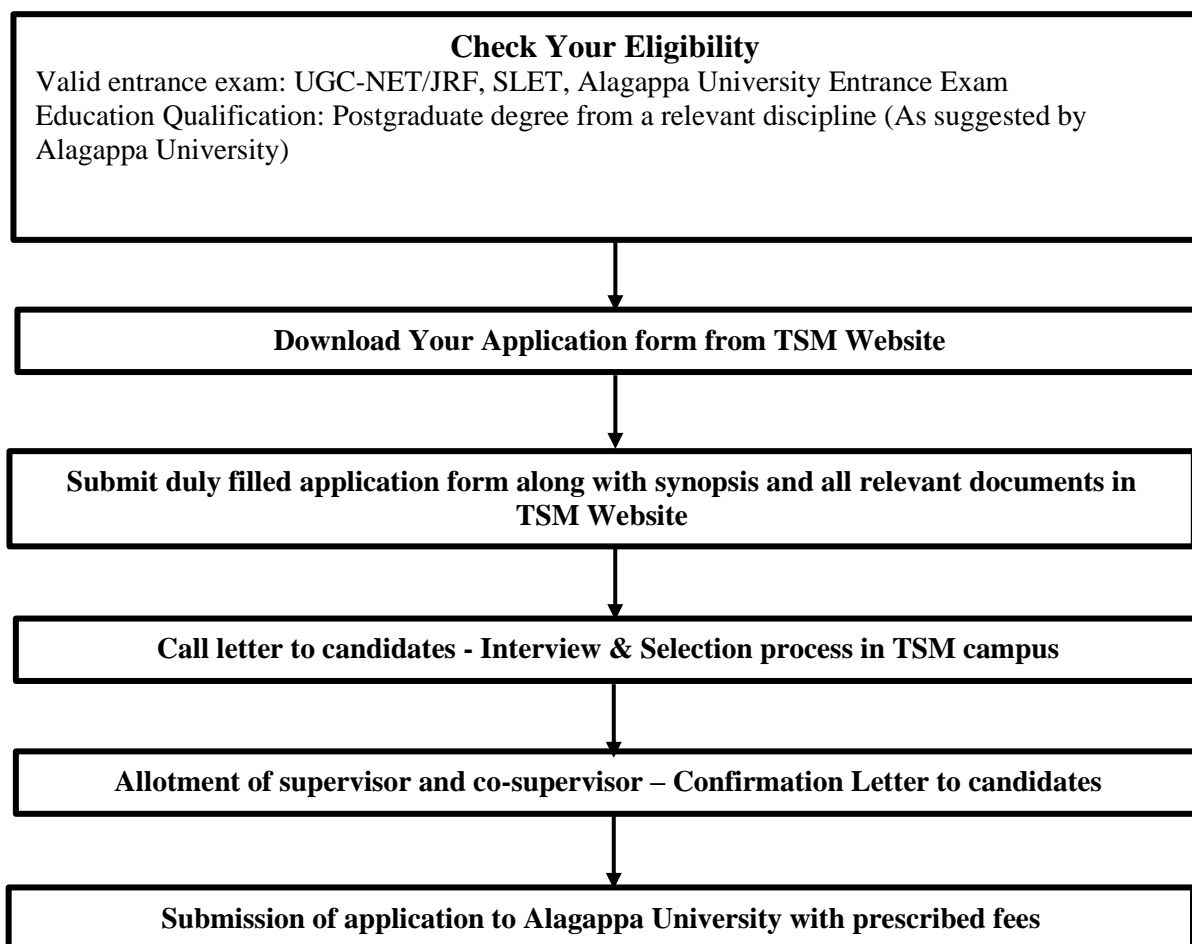 Check Your Eligibility
Valid entrance exam: UGC-NET/JRF, SLET, Alagappa University Entrance Exam
Education Qualification: Postgraduate degree from a relevant discipline (As suggested by
Alagappa University)
Download Your Application form from TSM Website
Submit duly filled application form along with synopsis and all relevant documents in
TSM Website
Call letter to candidates - Interview & Selection process in TSM campus
Allotment of supervisor and co-supervisor – Confirmation Letter to candidates
Submission of application to Alagappa University with prescribed fees